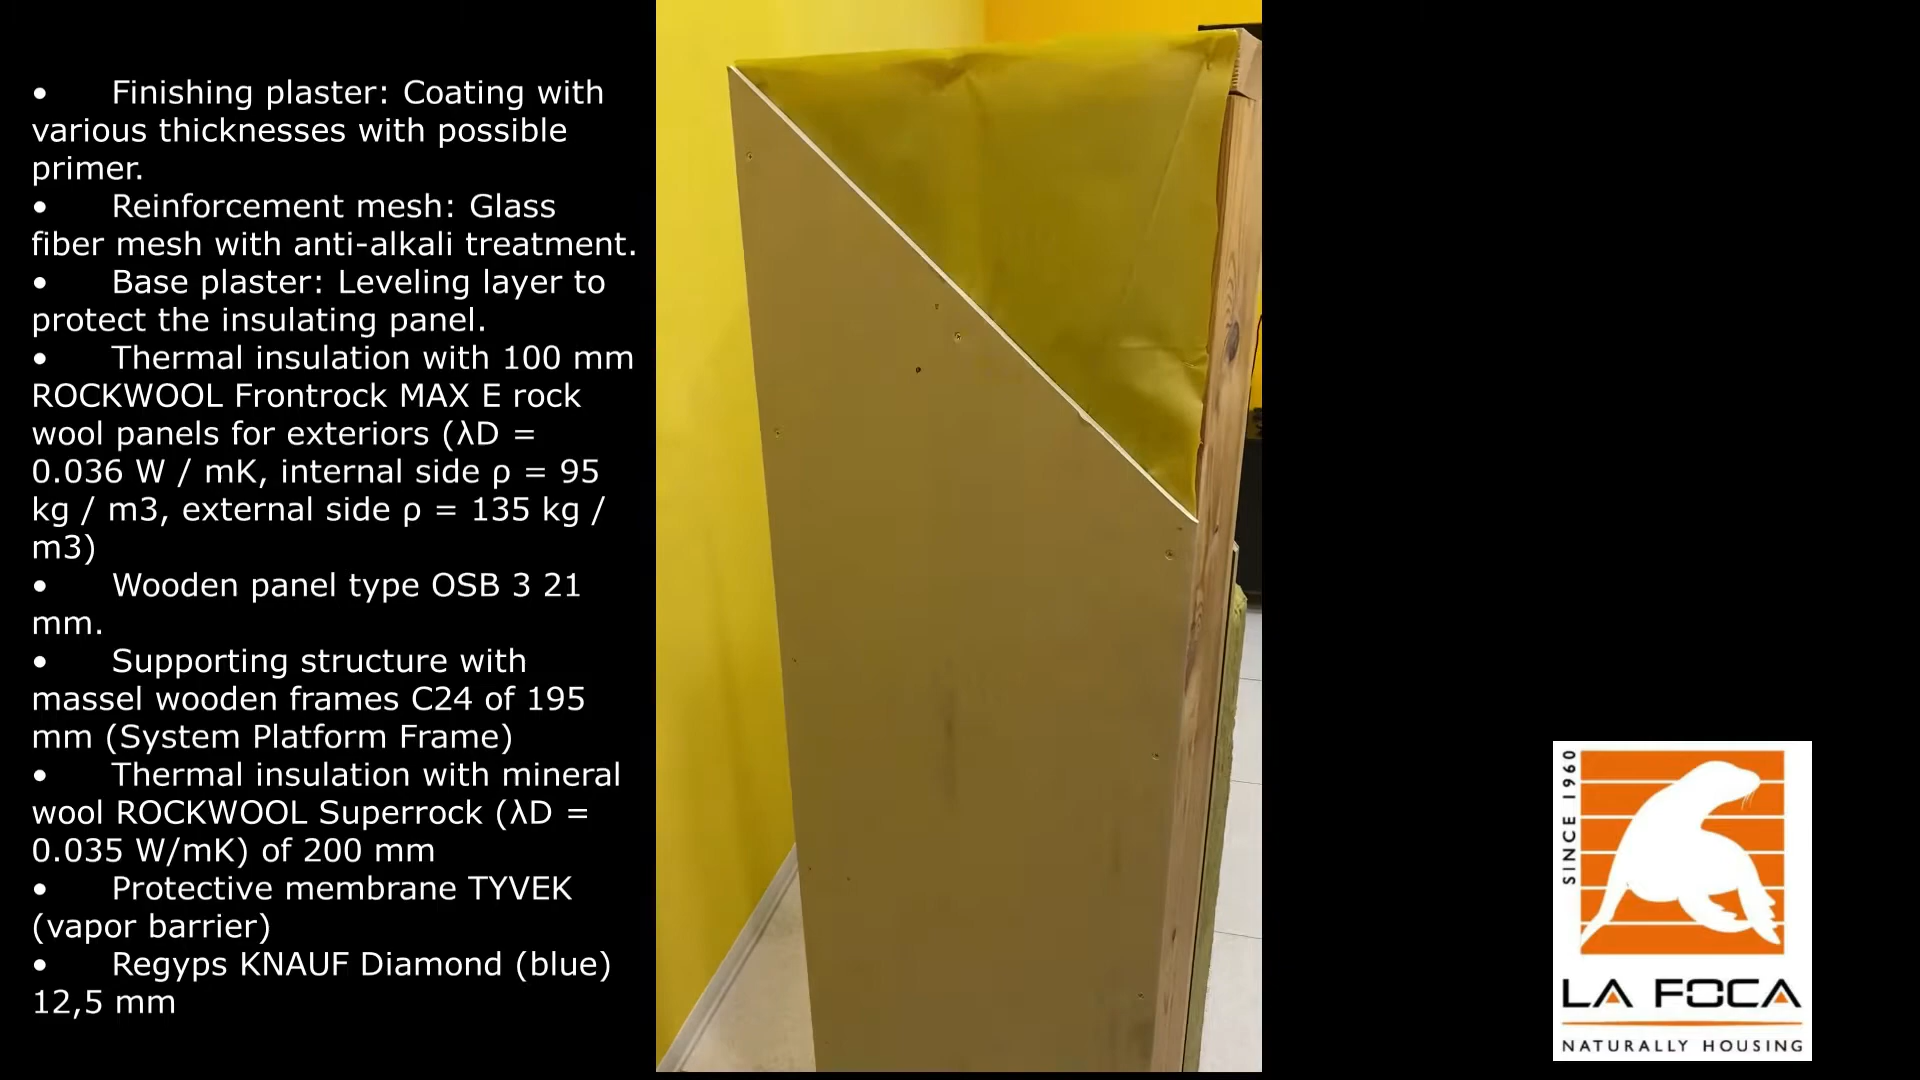 • Finishing plaster: Coating with
various thicknesses with possible
primer.
• Reinforcement mesh: Glass
fiber mesh with anti-alkali treatment.
• Base plaster: Leveling layer to
protect the insulating panel.
• Thermal insulation with 100 mm
ROCKWOOL Frontrock MAX E rock
wool panels for exteriors (λD =
0.036 W / mK, internal side ρ = 95
kg / m3, external side ρ = 135 kg /
m3)
• Wooden panel type OSB 3 21
mm.
• Supporting structure with
massel wooden frames C24 of 195
mm (System Platform Frame)
• Thermal insulation with mineral
wool ROCKWOOL Superrock (λD =
0.035 W/mK) of 200 mm
• Protective membrane TYVEK
(vapor barrier)
• Regyps KNAUF Diamond (blue)
12,5 mm
SINCE 1960
LA FOCA
NATURALLY HOUSING